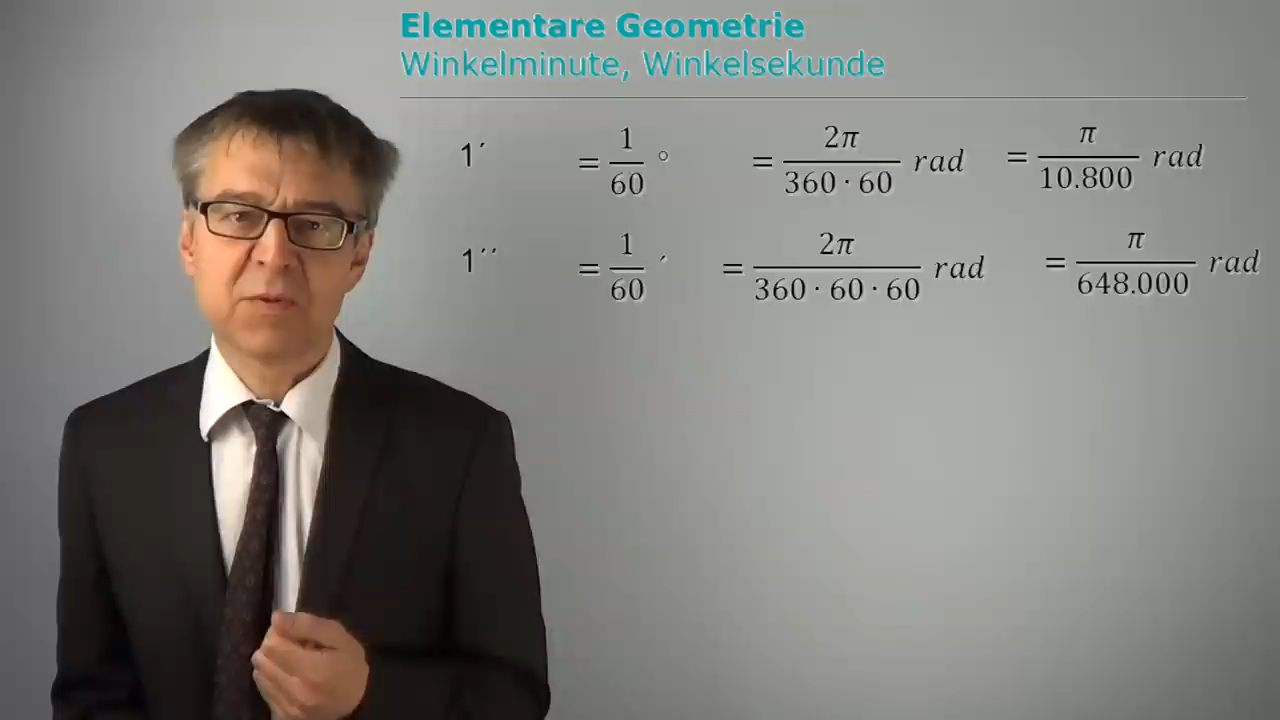 Elementare Geometrie
Winkelminute, Winkelsekunde
1´ = 1/60 ° = 2π/(360 · 60) rad = π/10.800 rad
1´´ = 1/60 ´ = 2π/(360 · 60 · 60) rad = π/648.000 rad